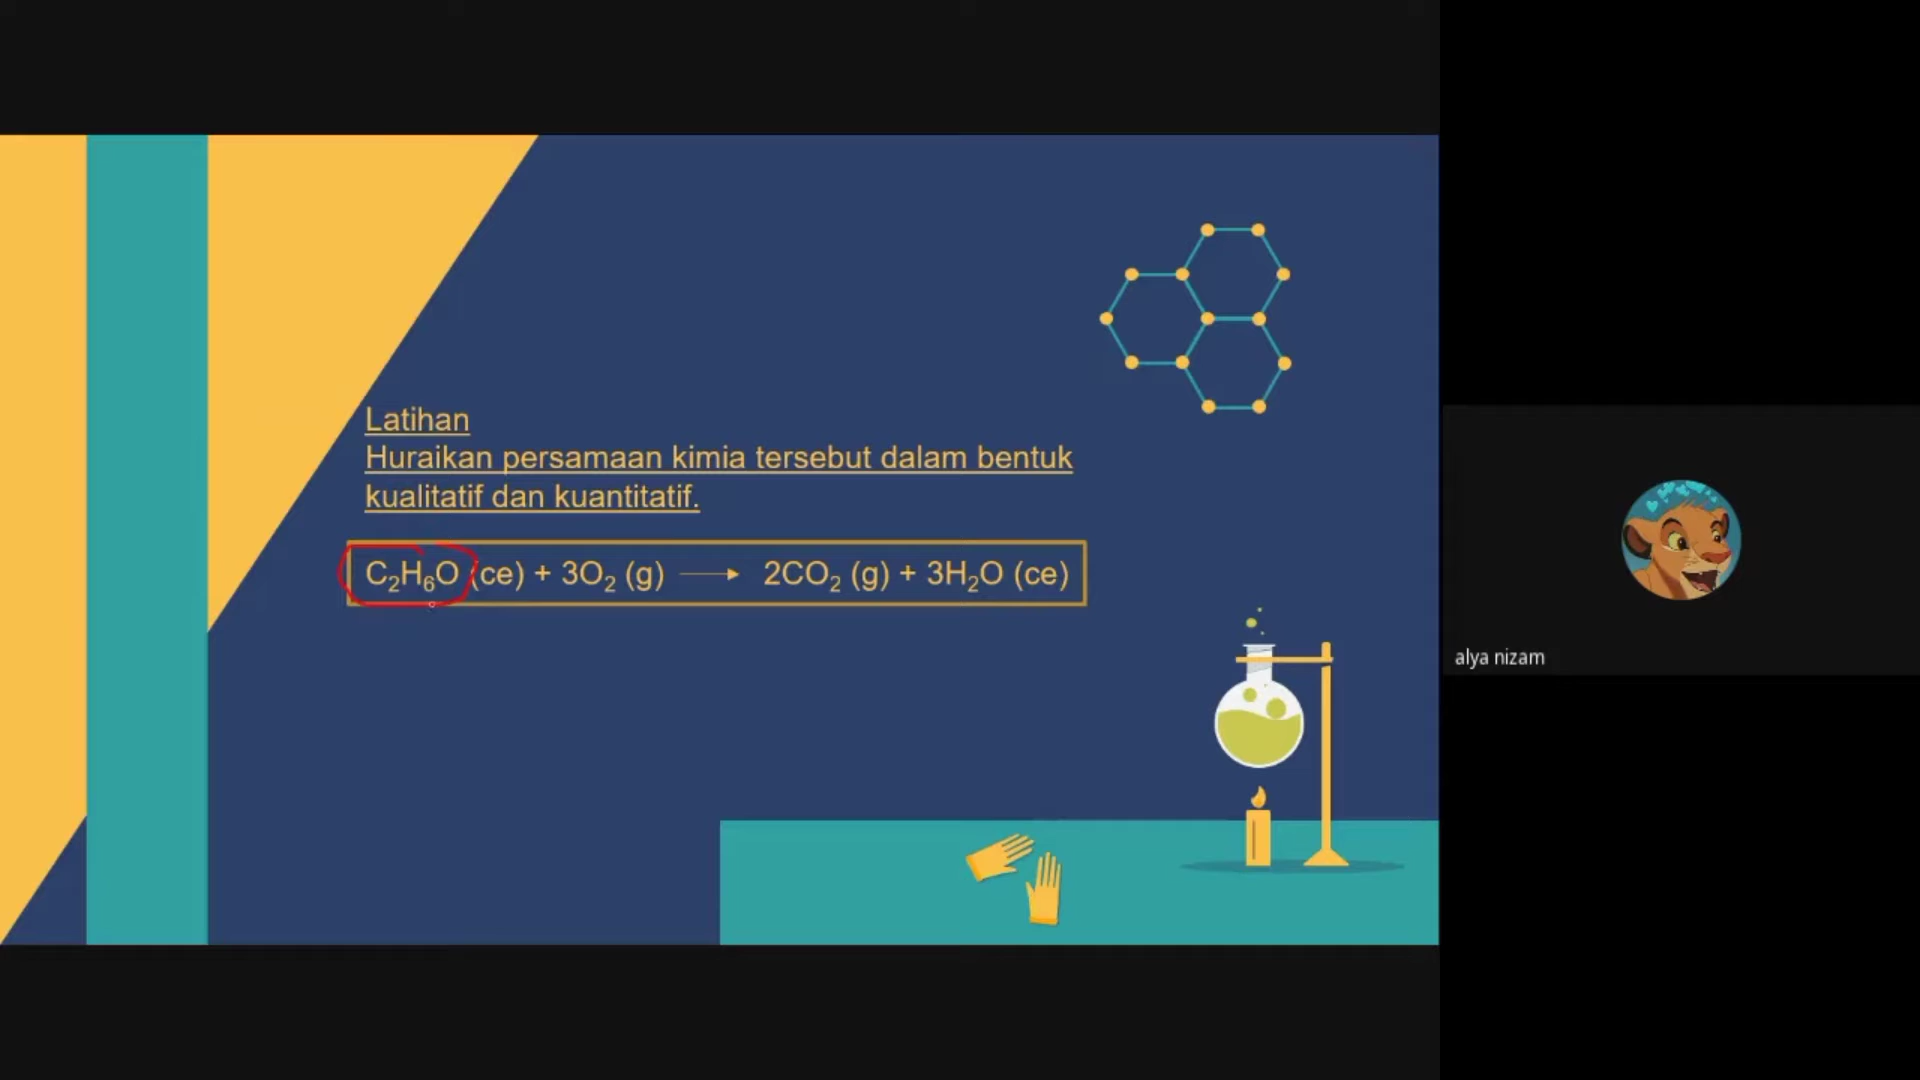 Latihan
Huraikan persamaan kimia tersebut dalam bentuk
kualitatif dan kuantitatif.
C₂H₆O (ce) + 3O₂ (g) ⟶ 2CO₂ (g) + 3H₂O (ce)
alya nizam